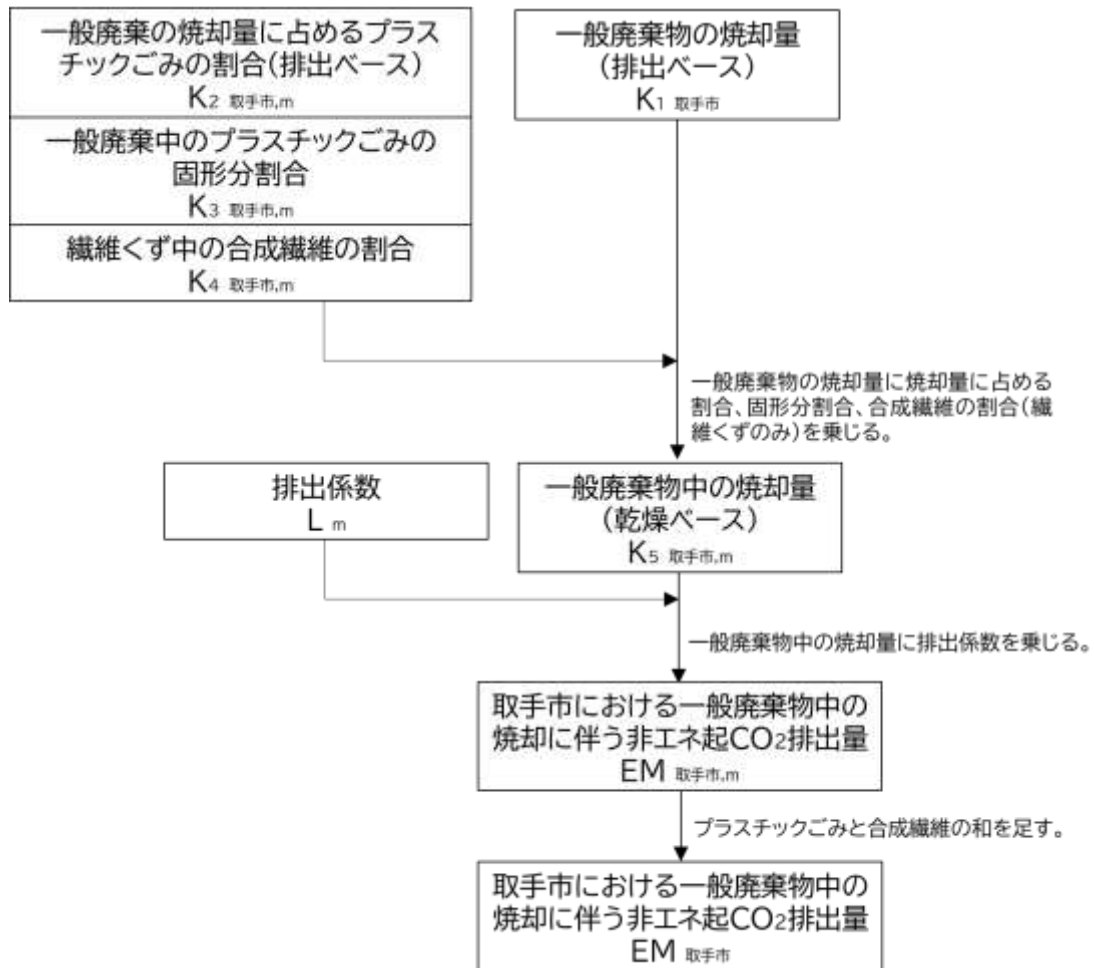 一般廃棄の焼却量に占めるプラス
チックごみの割合(排出ベース)
K2 取手市,m
一般廃棄中のプラスチックごみの
固形分割合
K3 取手市,m
繊維くず中の合成繊維の割合
K4 取手市,m
一般廃棄物の焼却量
(排出ベース)
K1 取手市
一般廃棄物の焼却量に焼却量に占める
割合、固形分割合、合成繊維の割合(繊
維くずのみ)を乗じる。
排出係数
L m
一般廃棄物中の焼却量
(乾燥ベース)
K5 取手市,m
一般廃棄物中の焼却量に排出係数を乗じる。
取手市における一般廃棄物中の
焼却に伴う非エネ起CO2排出量
EM 取手市,m
プラスチックごみと合成繊維の和を足す。
取手市における一般廃棄物中の
焼却に伴う非エネ起CO2排出量
EM 取手市